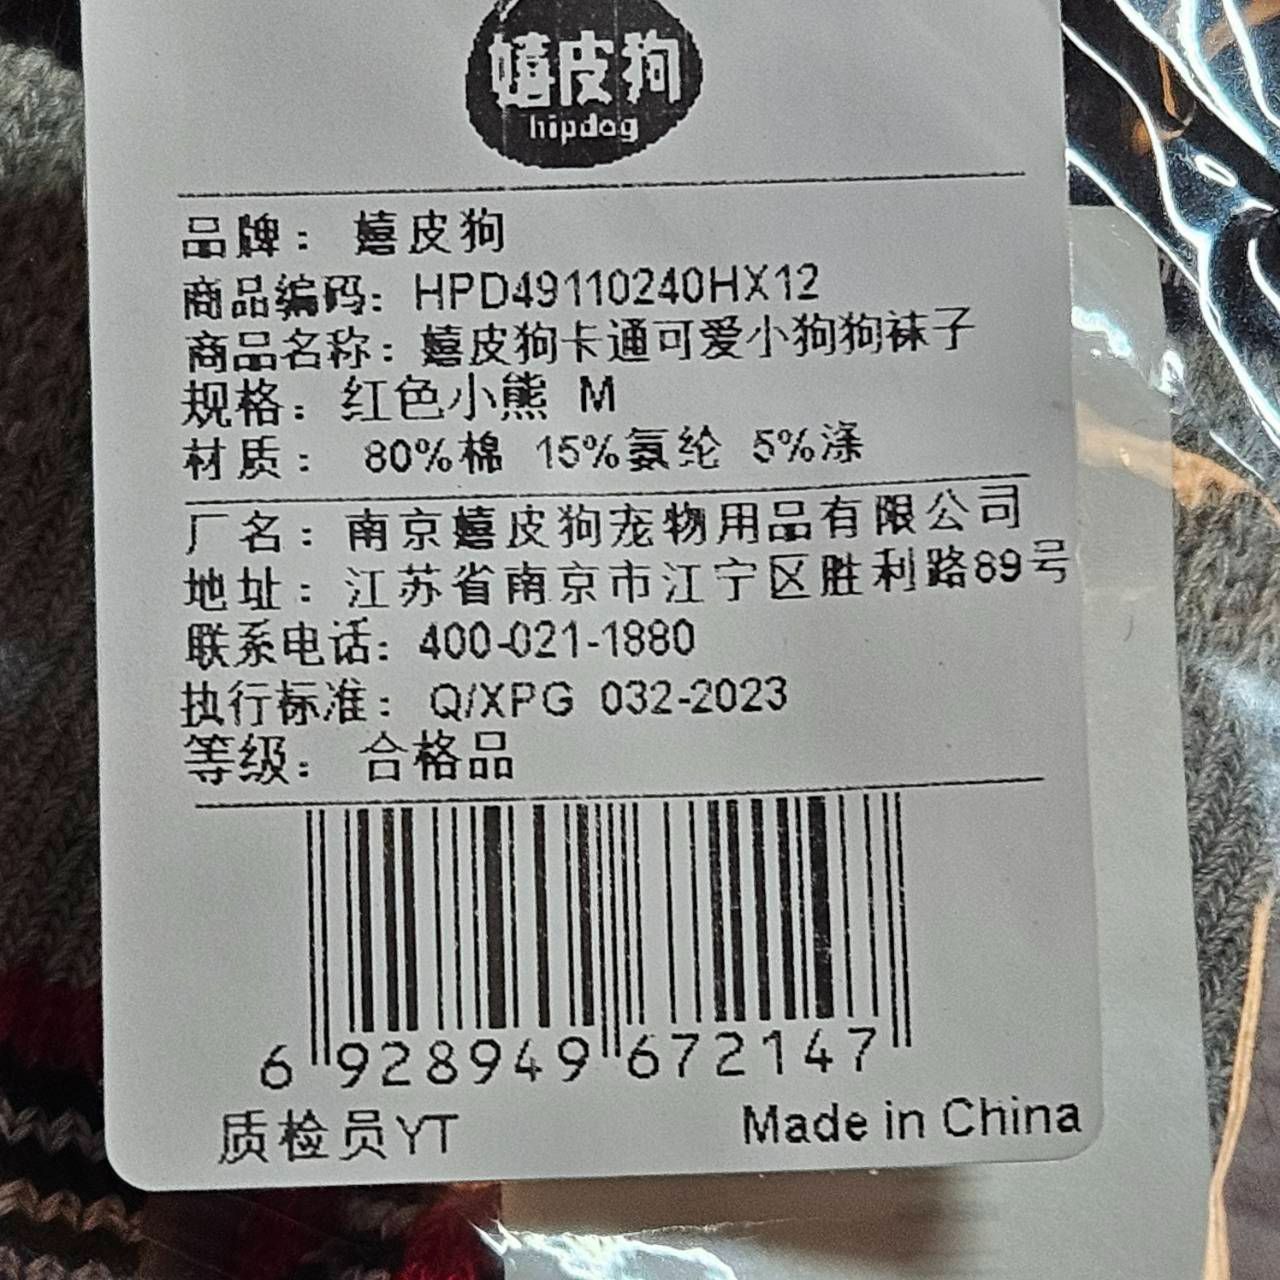 嬉皮狗
hipdog
品牌： 嬉皮狗
商品编码： HPD49110240HX12
商品名称： 嬉皮狗卡通可爱小狗狗袜子
规格： 红色小熊 M
材质： 80%棉 15%氨纶 5%涤
厂名： 南京嬉皮狗宠物用品有限公司
地址： 江苏省南京市江宁区胜利路89号
联系电话： 400-021-1880
执行标准： Q/XPG 032-2023
等级： 合格品
6 928949 672147
质检员YT
Made in China